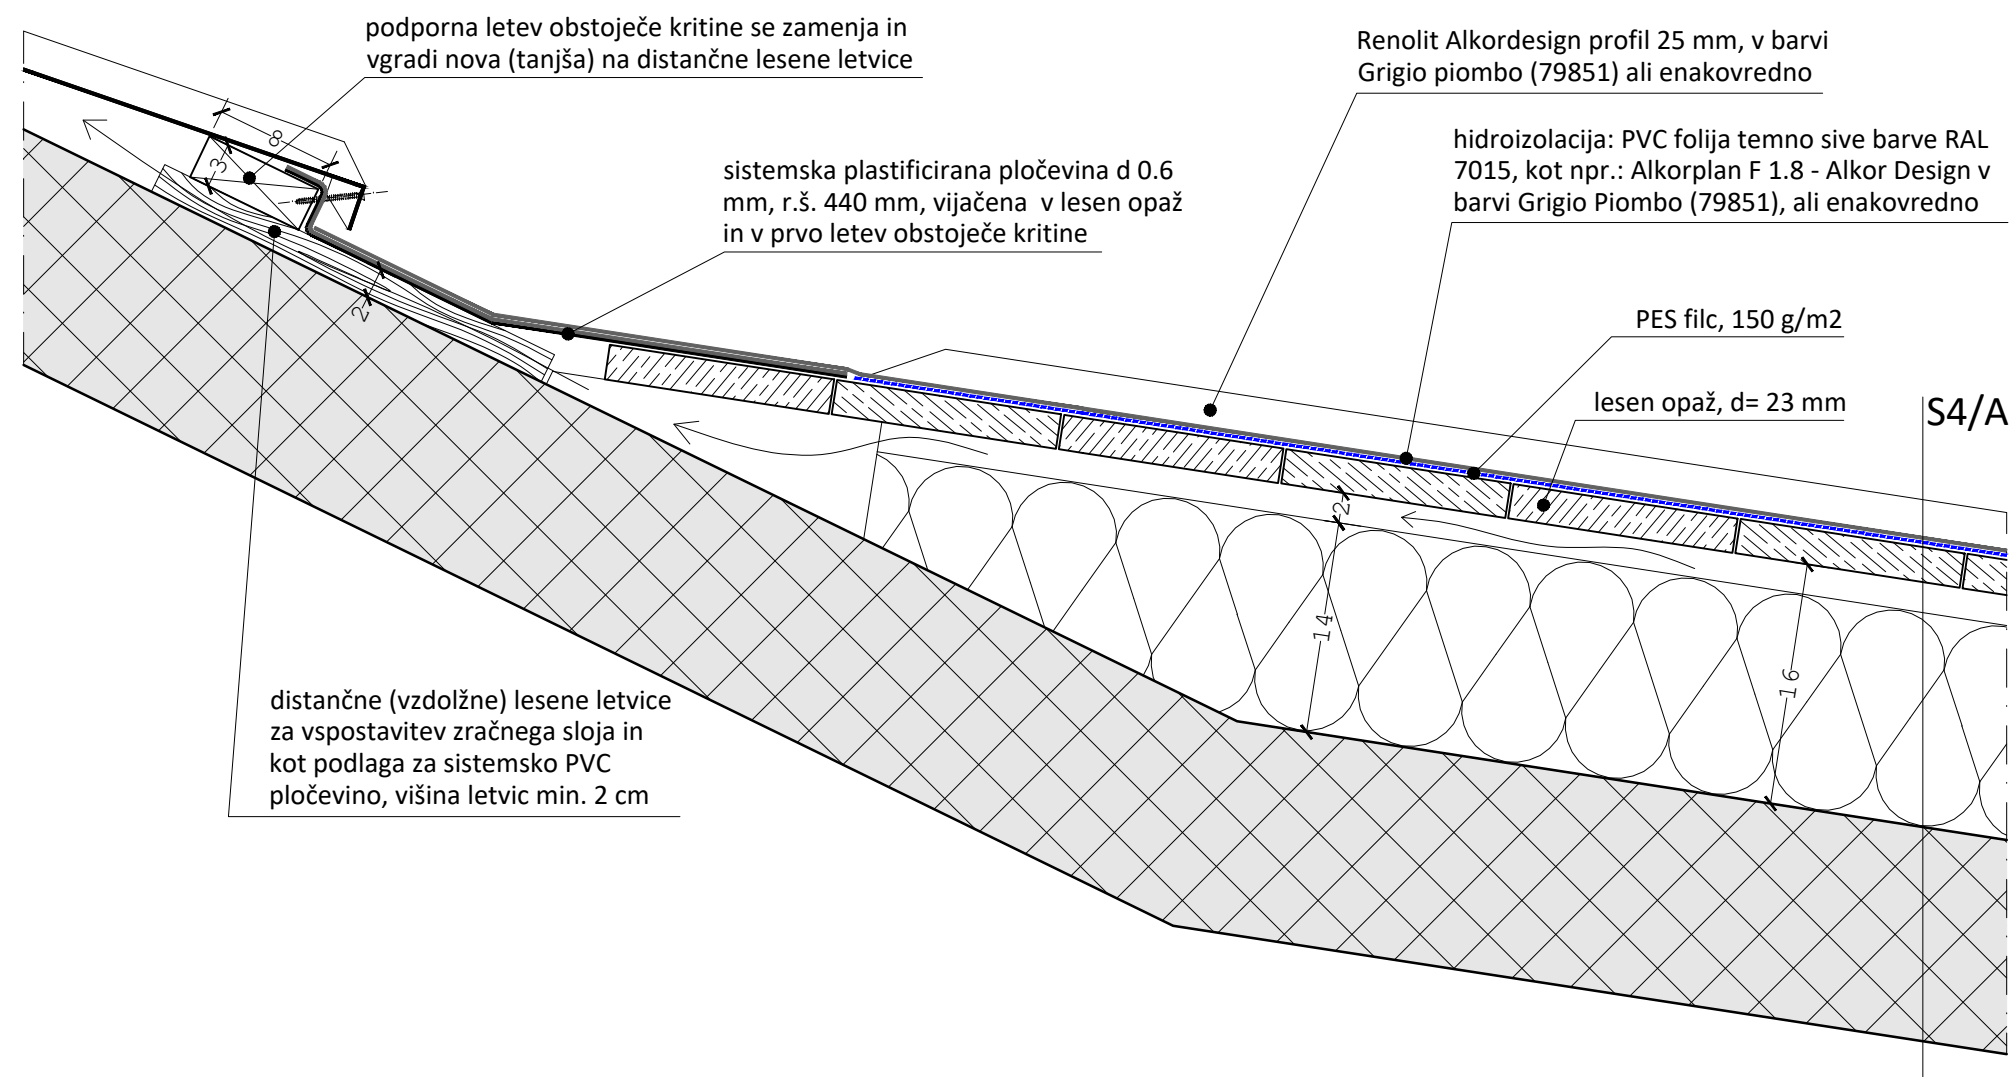 podporna letev obstoječe kritine se zamenja in
vgradi nova (tanjša) na distančne lesene letvice
Renolit Alkordesign profil 25 mm, v barvi
Grigio piombo (79851) ali enakovredno
hidroizolacija: PVC folija temno sive barve RAL
7015, kot npr.: Alkorplan F 1.8 - Alkor Design v
barvi Grigio Piombo (79851), ali enakovredno
sistemska plastificirana pločevina d 0.6
mm, r.š. 440 mm, vijačena v lesen opaž
in v prvo letev obstoječe kritine
8
3
2
PES filc, 150 g/m2
lesen opaž, d= 23 mm
S4/A
2
14
16
distančne (vzdolžne) lesene letvice
za vspostavitev zračnega sloja in
kot podlaga za sistemsko PVC
pločevino, višina letvic min. 2 cm